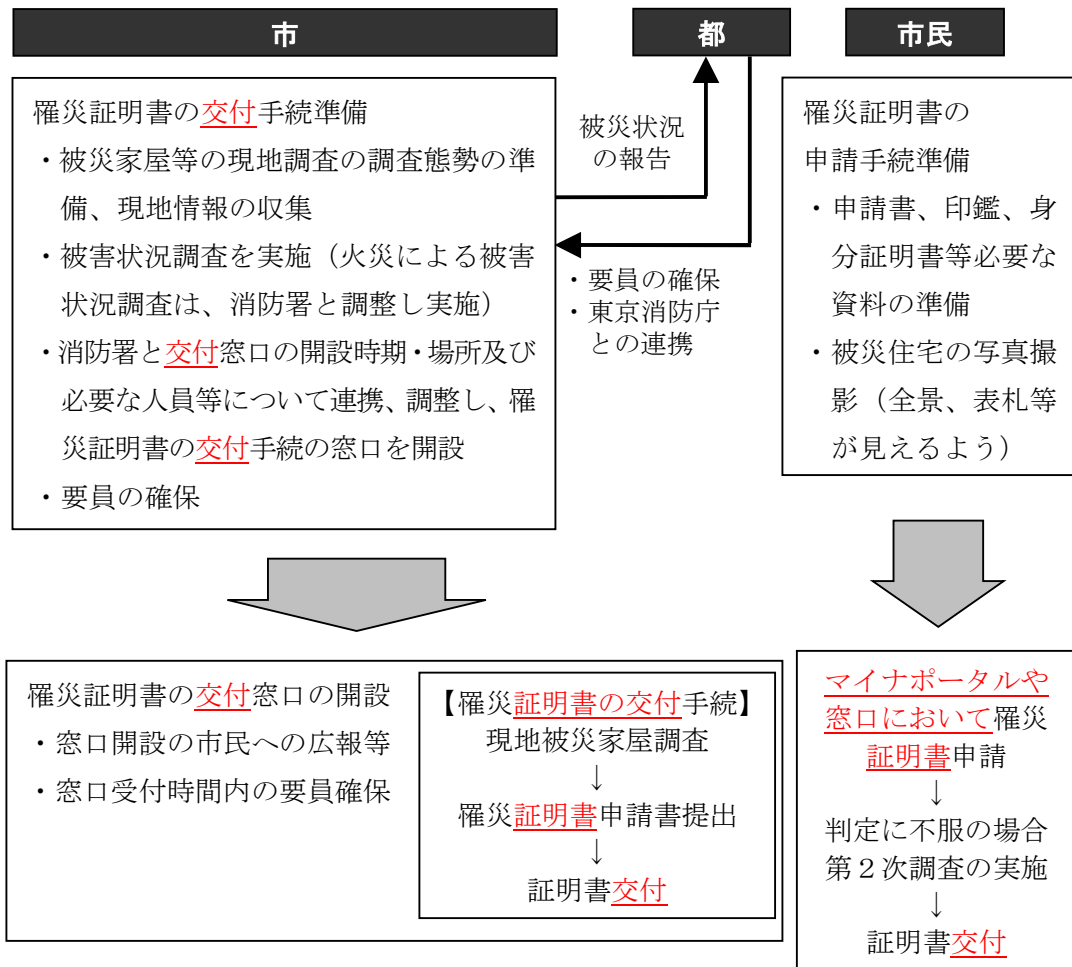 市
都
市民
罹災証明書の交付手続準備
・被災家屋等の現地調査の調査態勢の準
備、現地情報の収集
・被害状況調査を実施（火災による被害
状況調査は、消防署と調整し実施）
・消防署と交付窓口の開設時期・場所及び
必要な人員等について連携、調整し、罹
災証明書の交付手続の窓口を開設
・要員の確保
被災状況
の報告
・要員の確保
・東京消防庁
との連携
罹災証明書の
申請手続準備
・申請書、印鑑、身
分証明書等必要な
資料の準備
・被災住宅の写真撮
影（全景、表札等
が見えるよう）
罹災証明書の交付窓口の開設
・窓口開設の市民への広報等
・窓口受付時間内の要員確保
【罹災証明書の交付手続】
現地被災家屋調査
↓
罹災証明書申請書提出
↓
証明書交付
マイナポータルや
窓口において罹災
証明書申請
↓
判定に不服の場合
第２次調査の実施
↓
証明書交付